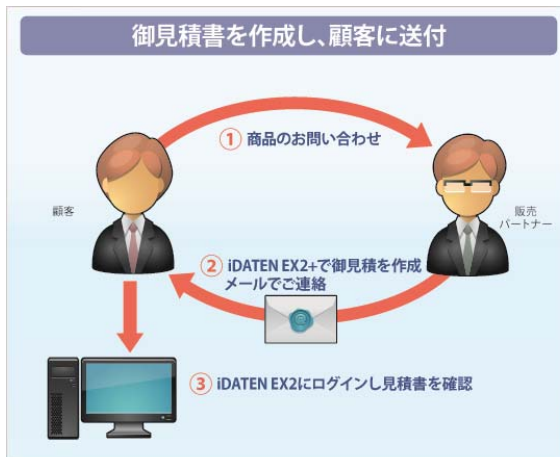 御見積書を作成し、顧客に送付
① 商品のお問い合わせ
顧客
販売
パートナー
② iDATEN EX2+で御見積を作成
メールでご連絡
③ iDATEN EX2にログインし見積書を確認